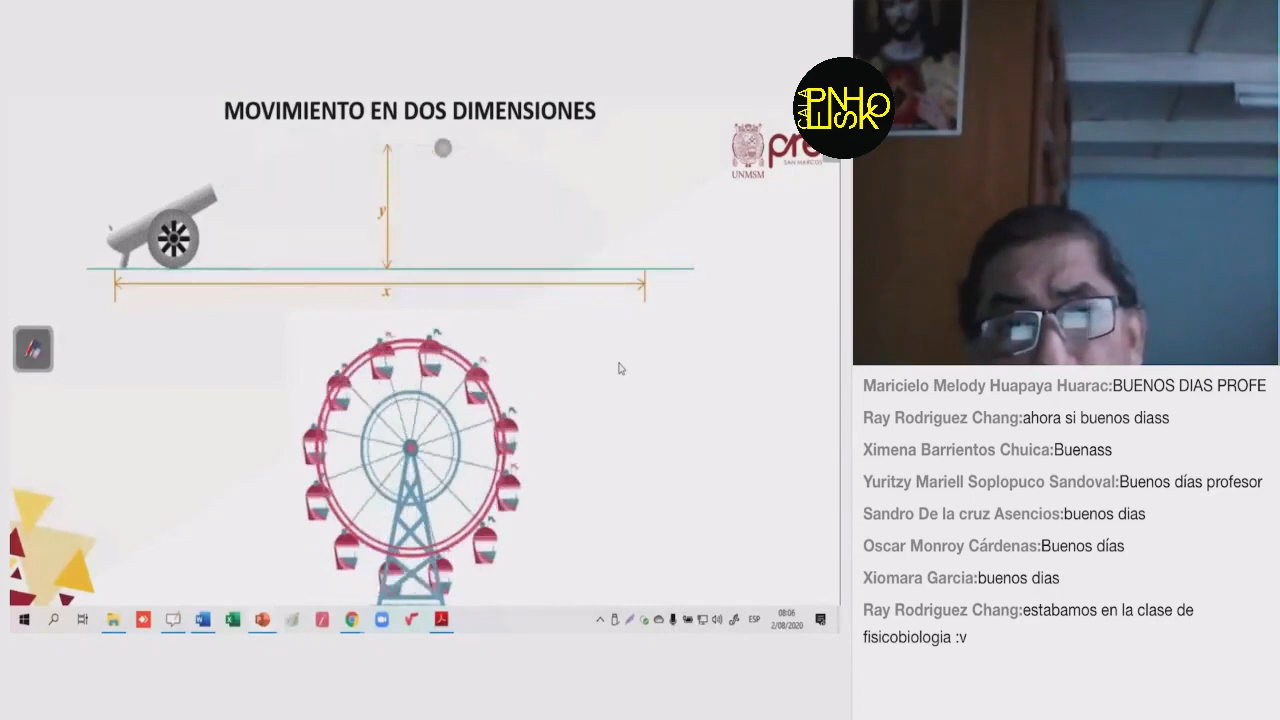 MOVIMIENTO EN DOS DIMENSIONES
y
x
pre
SAN MARCOS
UNMSM
CALA
PNHO
ESK
08:06
ESP
2/08/2020
Maricielo Melody Huapaya Huarac:BUENOS DIAS PROFE
Ray Rodriguez Chang:ahora si buenos diass
Ximena Barrientos Chuica:Buenass
Yuritzy Mariell Soplopuco Sandoval:Buenos días profesor
Sandro De la cruz Asencios:buenos dias
Oscar Monroy Cárdenas:Buenos días
Xiomara Garcia:buenos dias
Ray Rodriguez Chang:estabamos en la clase de
fisicobiologia :v